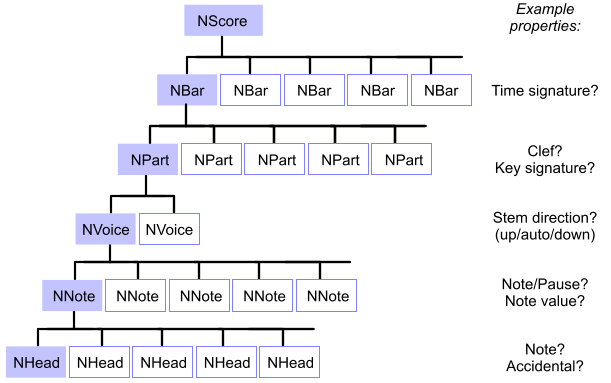 NScore
Example
properties:
NBar NBar NBar NBar NBar
Time signature?
NPart NPart NPart NPart NPart
Clef?
Key signature?
NVoice NVoice
Stem direction?
(up/auto/down)
NNote NNote NNote NNote NNote
Note/Pause?
Note value?
NHead NHead NHead NHead NHead
Note?
Accidental?